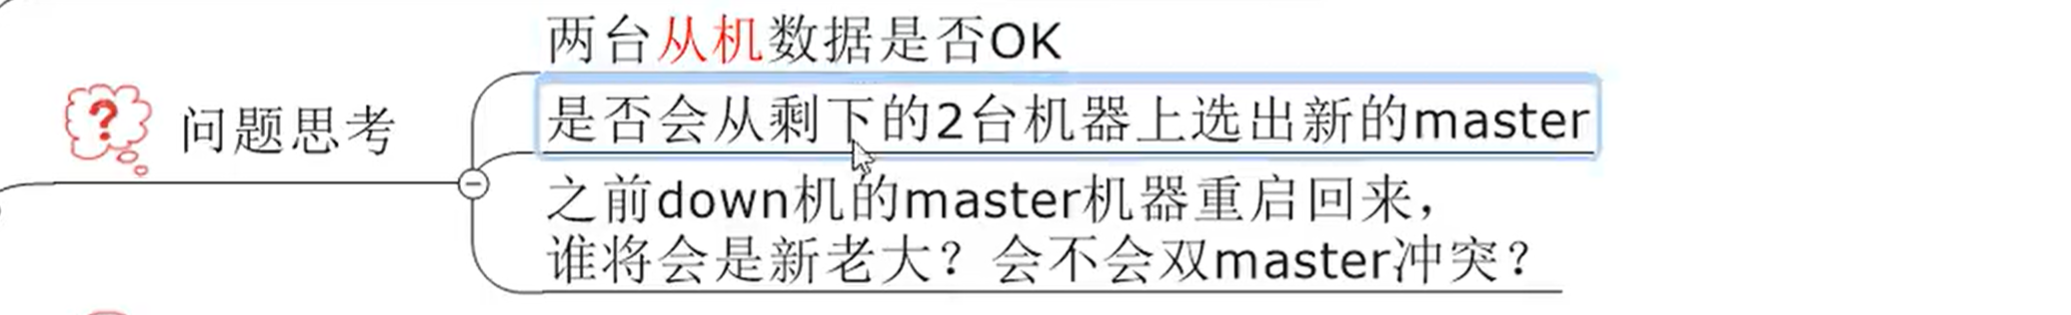 两台从机数据是否OK
是否会从剩下的2台机器上选出新的master
问题思考
之前down机的master机器重启回来，
谁将会是新老大？会不会双master冲突？